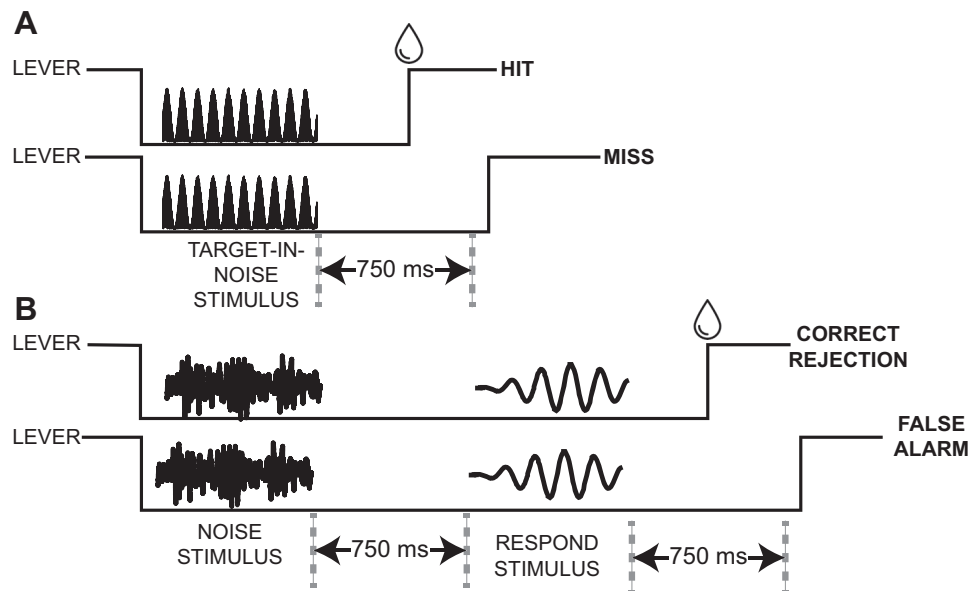 A
LEVER
HIT
LEVER
MISS
TARGET-IN-
NOISE
STIMULUS
750 ms
B
LEVER
CORRECT
REJECTION
LEVER
FALSE
ALARM
NOISE
STIMULUS
750 ms
RESPOND
STIMULUS
750 ms